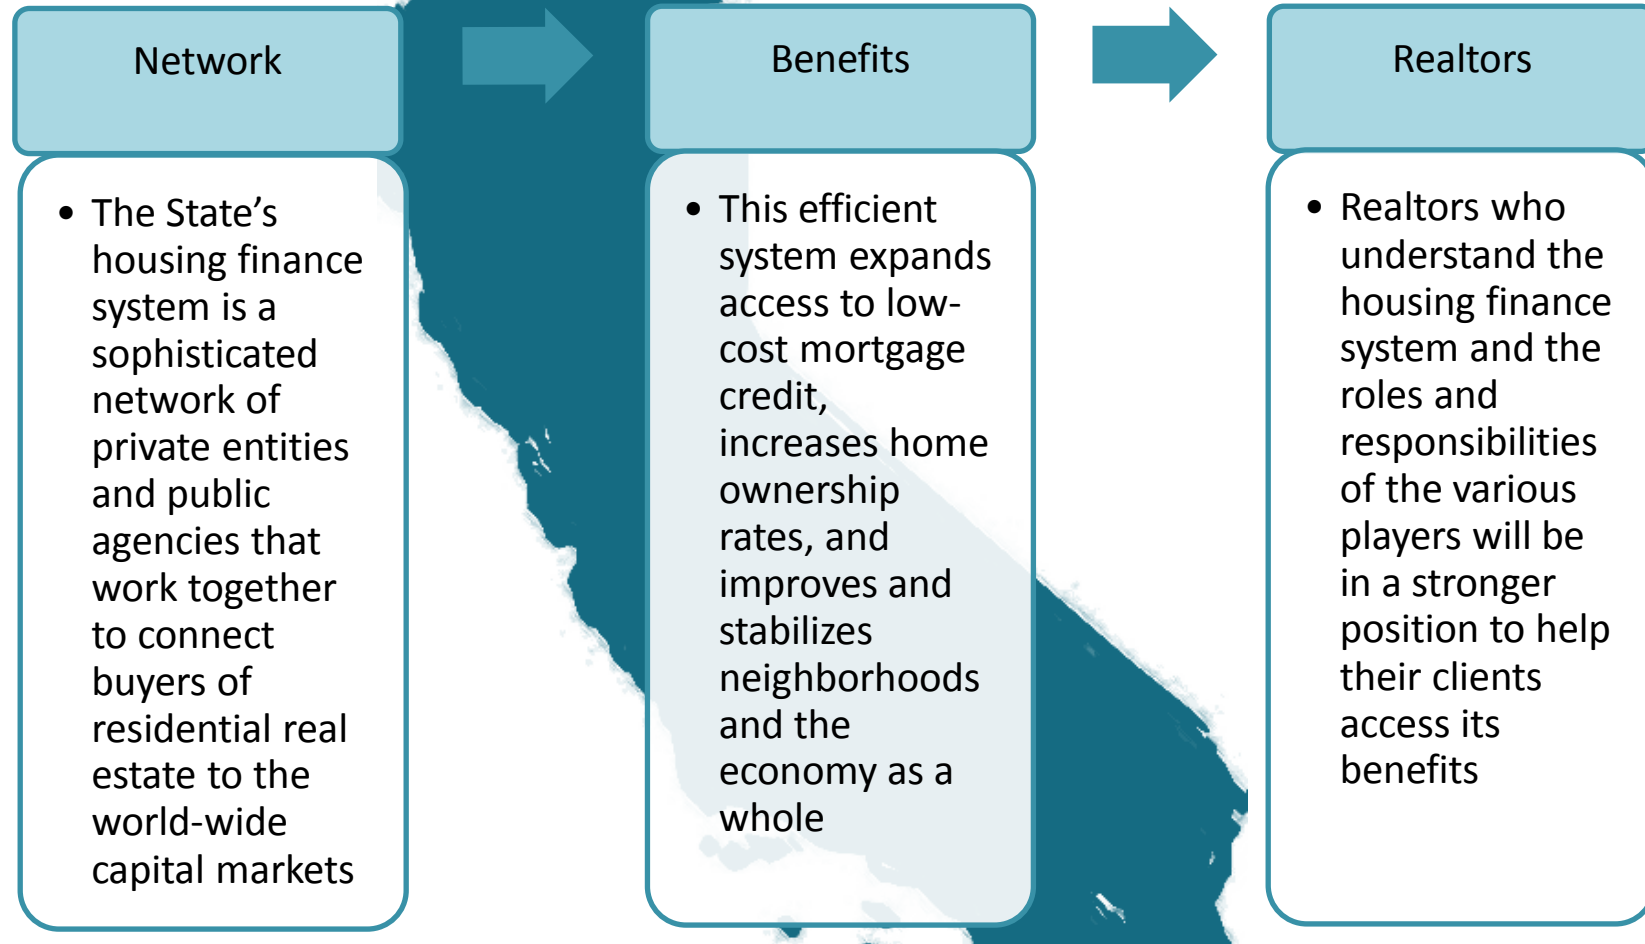 Network
• The State’s
housing finance
system is a
sophisticated
network of
private entities
and public
agencies that
work together
to connect
buyers of
residential real
estate to the
world-wide
capital markets
Benefits
• This efficient
system expands
access to low-
cost mortgage
credit,
increases home
ownership
rates, and
improves and
stabilizes
neighborhoods
and the
economy as a
whole
Realtors
• Realtors who
understand the
housing finance
system and the
roles and
responsibilities
of the various
players will be
in a stronger
position to help
their clients
access its
benefits